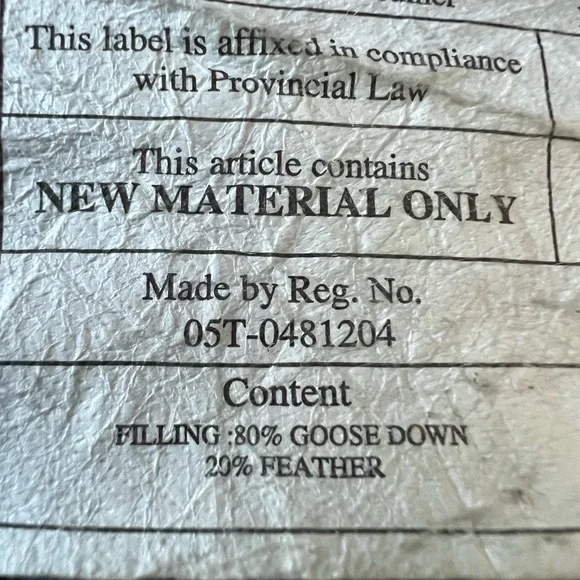 This label is affixed in compliance
with Provincial Law
This article contains
NEW MATERIAL ONLY
Made by Reg. No.
05T-0481204
Content
FILLING :80% GOOSE DOWN
20% FEATHER